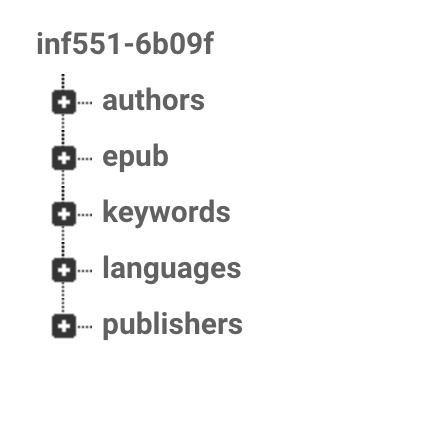 inf551-6b09f
authors
epub
keywords
languages
publishers